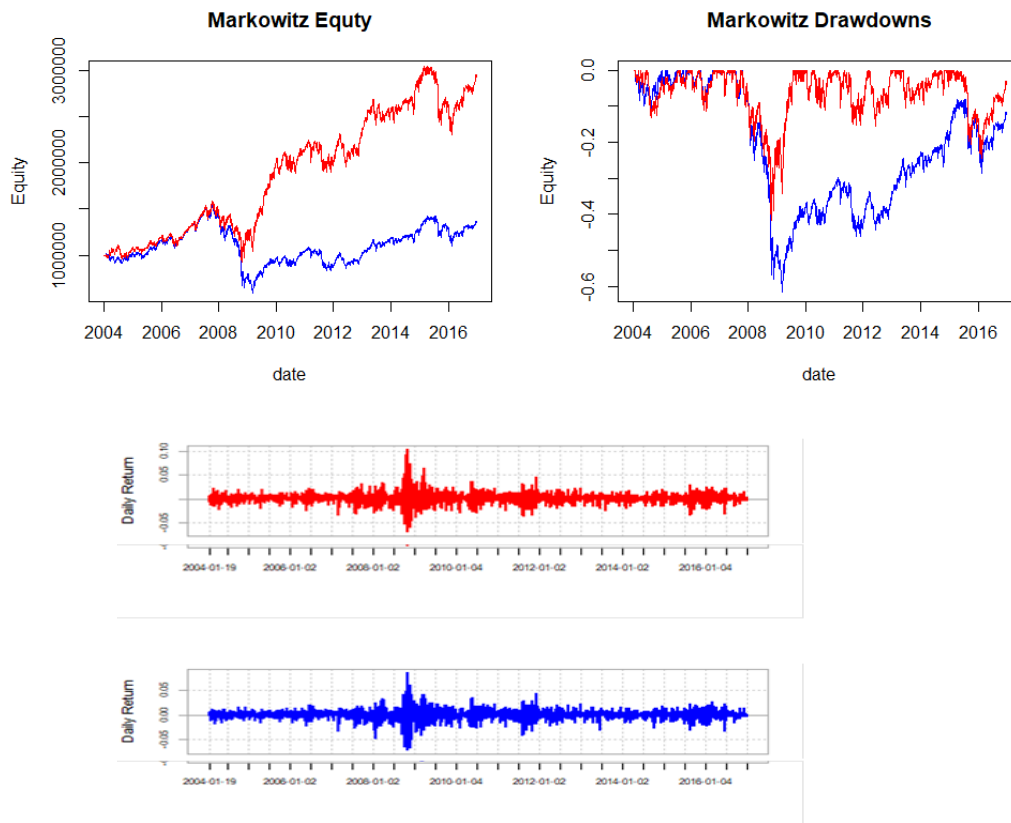 Markowitz Equty
Equity
1000000 2000000 3000000
2004 2006 2008 2010 2012 2014 2016
date
Markowitz Drawdowns
Equity
-0.6 -0.4 -0.2 0.0
2004 2006 2008 2010 2012 2014 2016
date
Daily Return
-0.05 0.05 0.10
2004-01-19 2006-01-02 2008-01-02 2010-01-04 2012-01-02 2014-01-02 2016-01-04
Daily Return
-0.05 0.00 0.05
2004-01-19 2006-01-02 2008-01-02 2010-01-04 2012-01-02 2014-01-02 2016-01-04